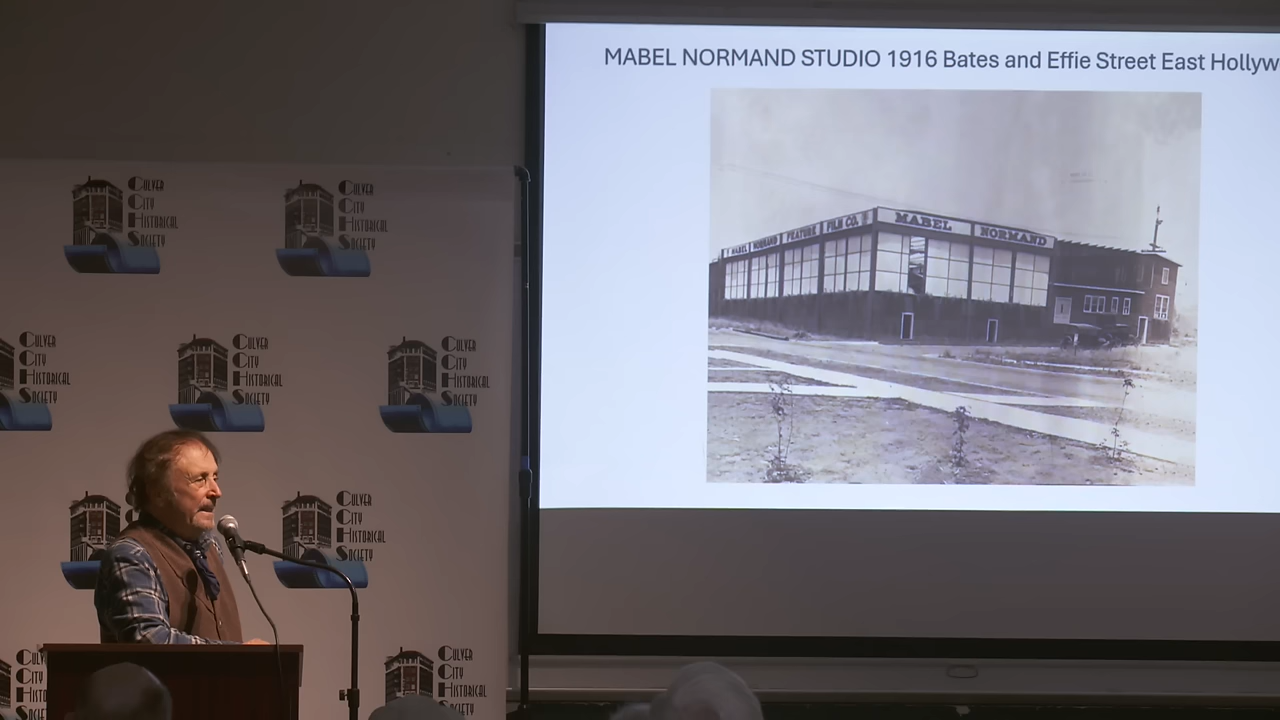 MABEL NORMAND STUDIO 1916 Bates and Effie Street East Hollyw
MABEL NORMAND FEATURE FILM CO.
MABEL NORMAND
CULVER
CITY
HISTORICAL
SOCIETY
CULVER
CITY
HISTORICAL
SOCIETY
CULVER
CITY
HISTORICAL
SOCIETY
CULVER
CITY
HISTORICAL
SOCIETY
CULVER
CITY
HISTORICAL
SOCIETY
CULVER
CITY
HISTORICAL
SOCIETY
CULVER
CITY
HISTORICAL
SOCIETY